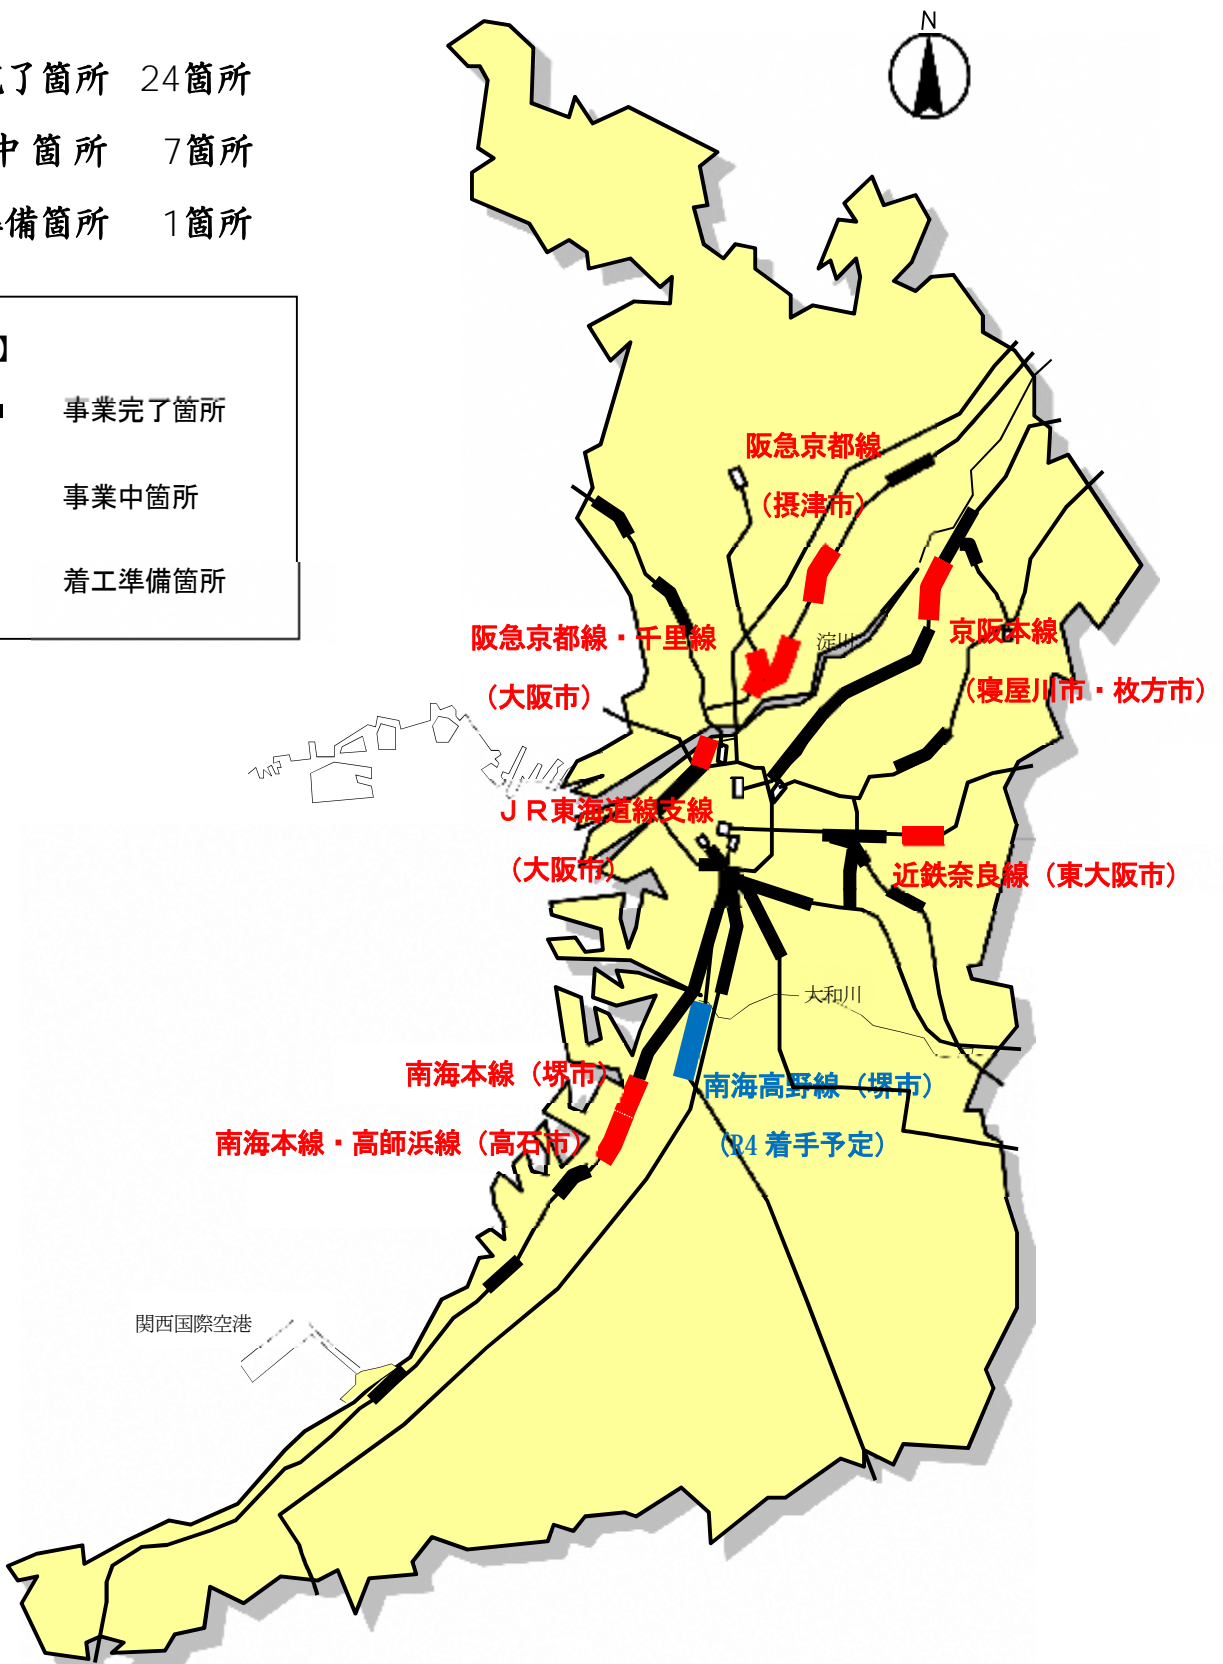 了箇所 24箇所
中箇所 7箇所
備箇所 1箇所
】
事業完了箇所
事業中箇所
着工準備箇所
N
阪急京都線
（摂津市）
阪急京都線・千里線
（大阪市）
淀川
京阪本線
（寝屋川市・枚方市）
ＪＲ東海道線支線
（大阪市）
近鉄奈良線（東大阪市）
大和川
南海本線（堺市）
南海高野線（堺市）
（R4 着手予定）
南海本線・高師浜線（高石市）
関西国際空港